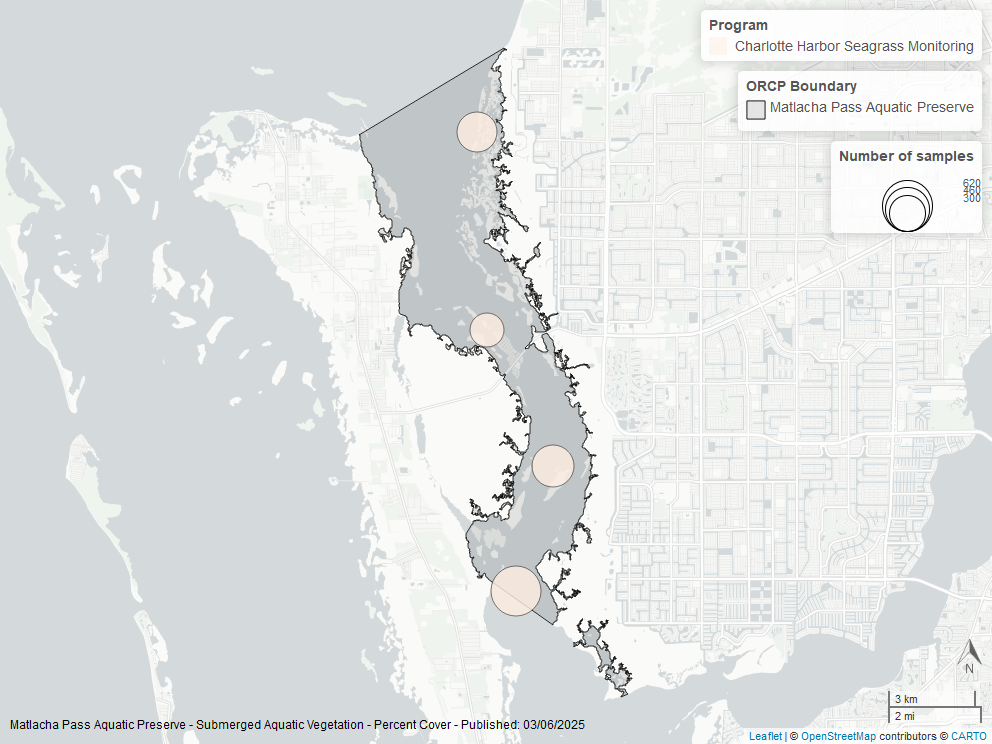 Program
Charlotte Harbor Seagrass Monitoring
ORCP Boundary
Matlacha Pass Aquatic Preserve
Number of samples
620
460
300
N
3 km
2 mi
Matlacha Pass Aquatic Preserve - Submerged Aquatic Vegetation - Percent Cover - Published: 03/06/2025
Leaflet | © OpenStreetMap contributors © CARTO